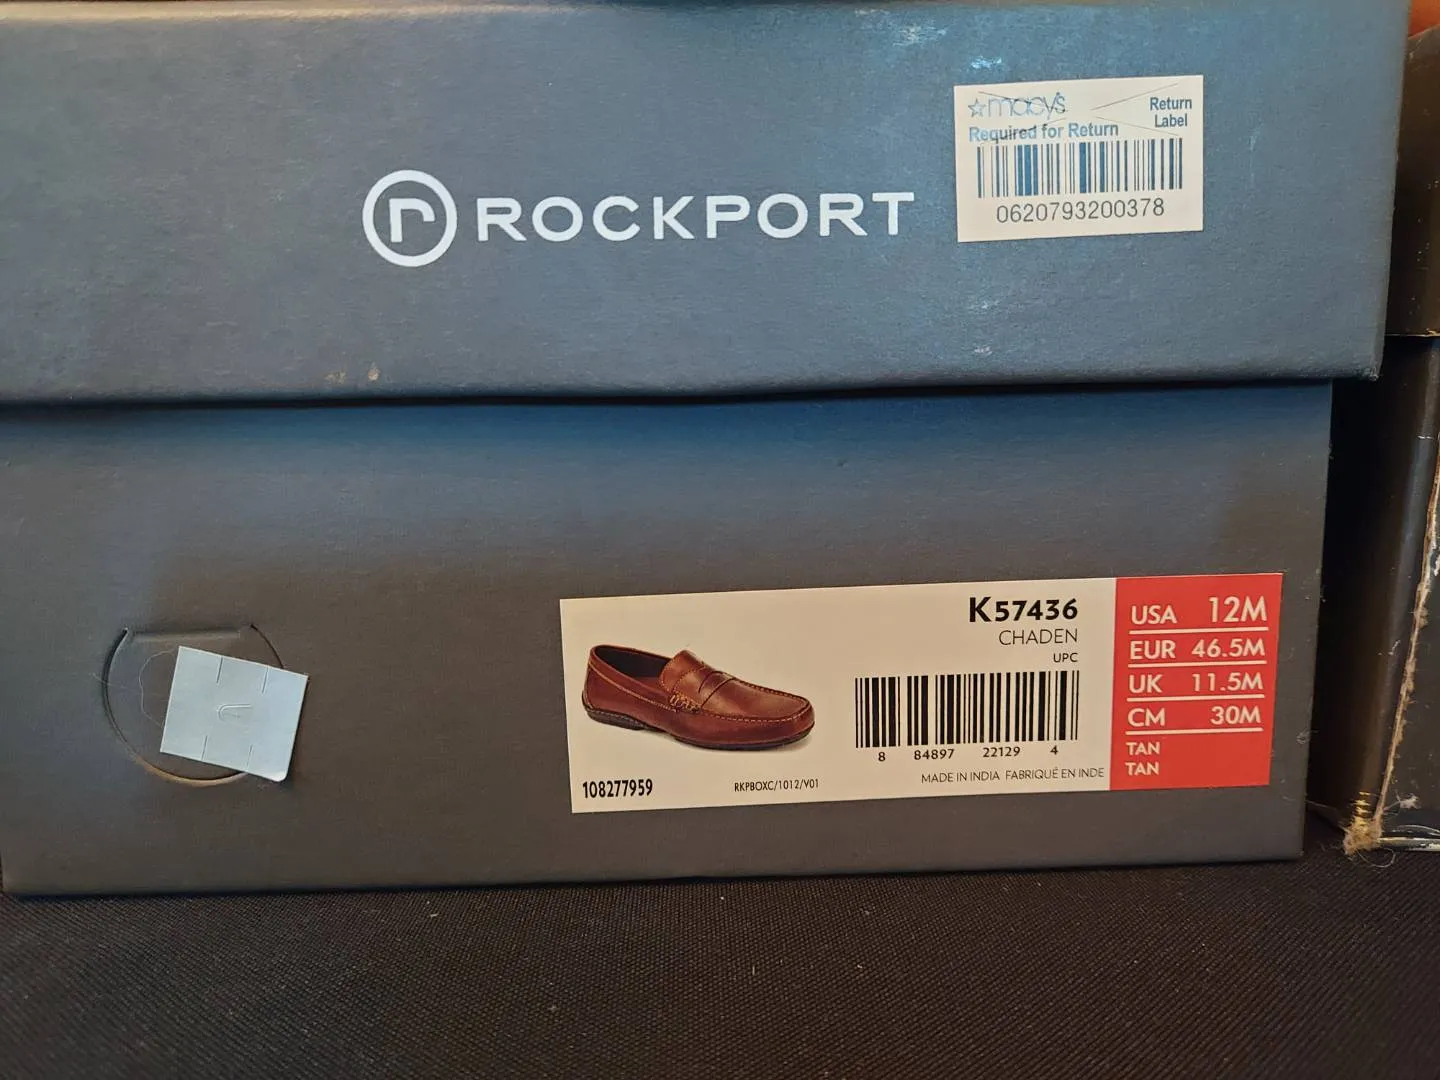 r ROCKPORT
macy's Return
Required for Return Label
0620793200378
K57436
CHADEN
UPC
8 84897 22129 4
108277959
RKPBOXC/1012/V01
MADE IN INDIA FABRIQUÉ EN INDE
USA 12M
EUR 46.5M
UK 11.5M
CM 30M
TAN
TAN